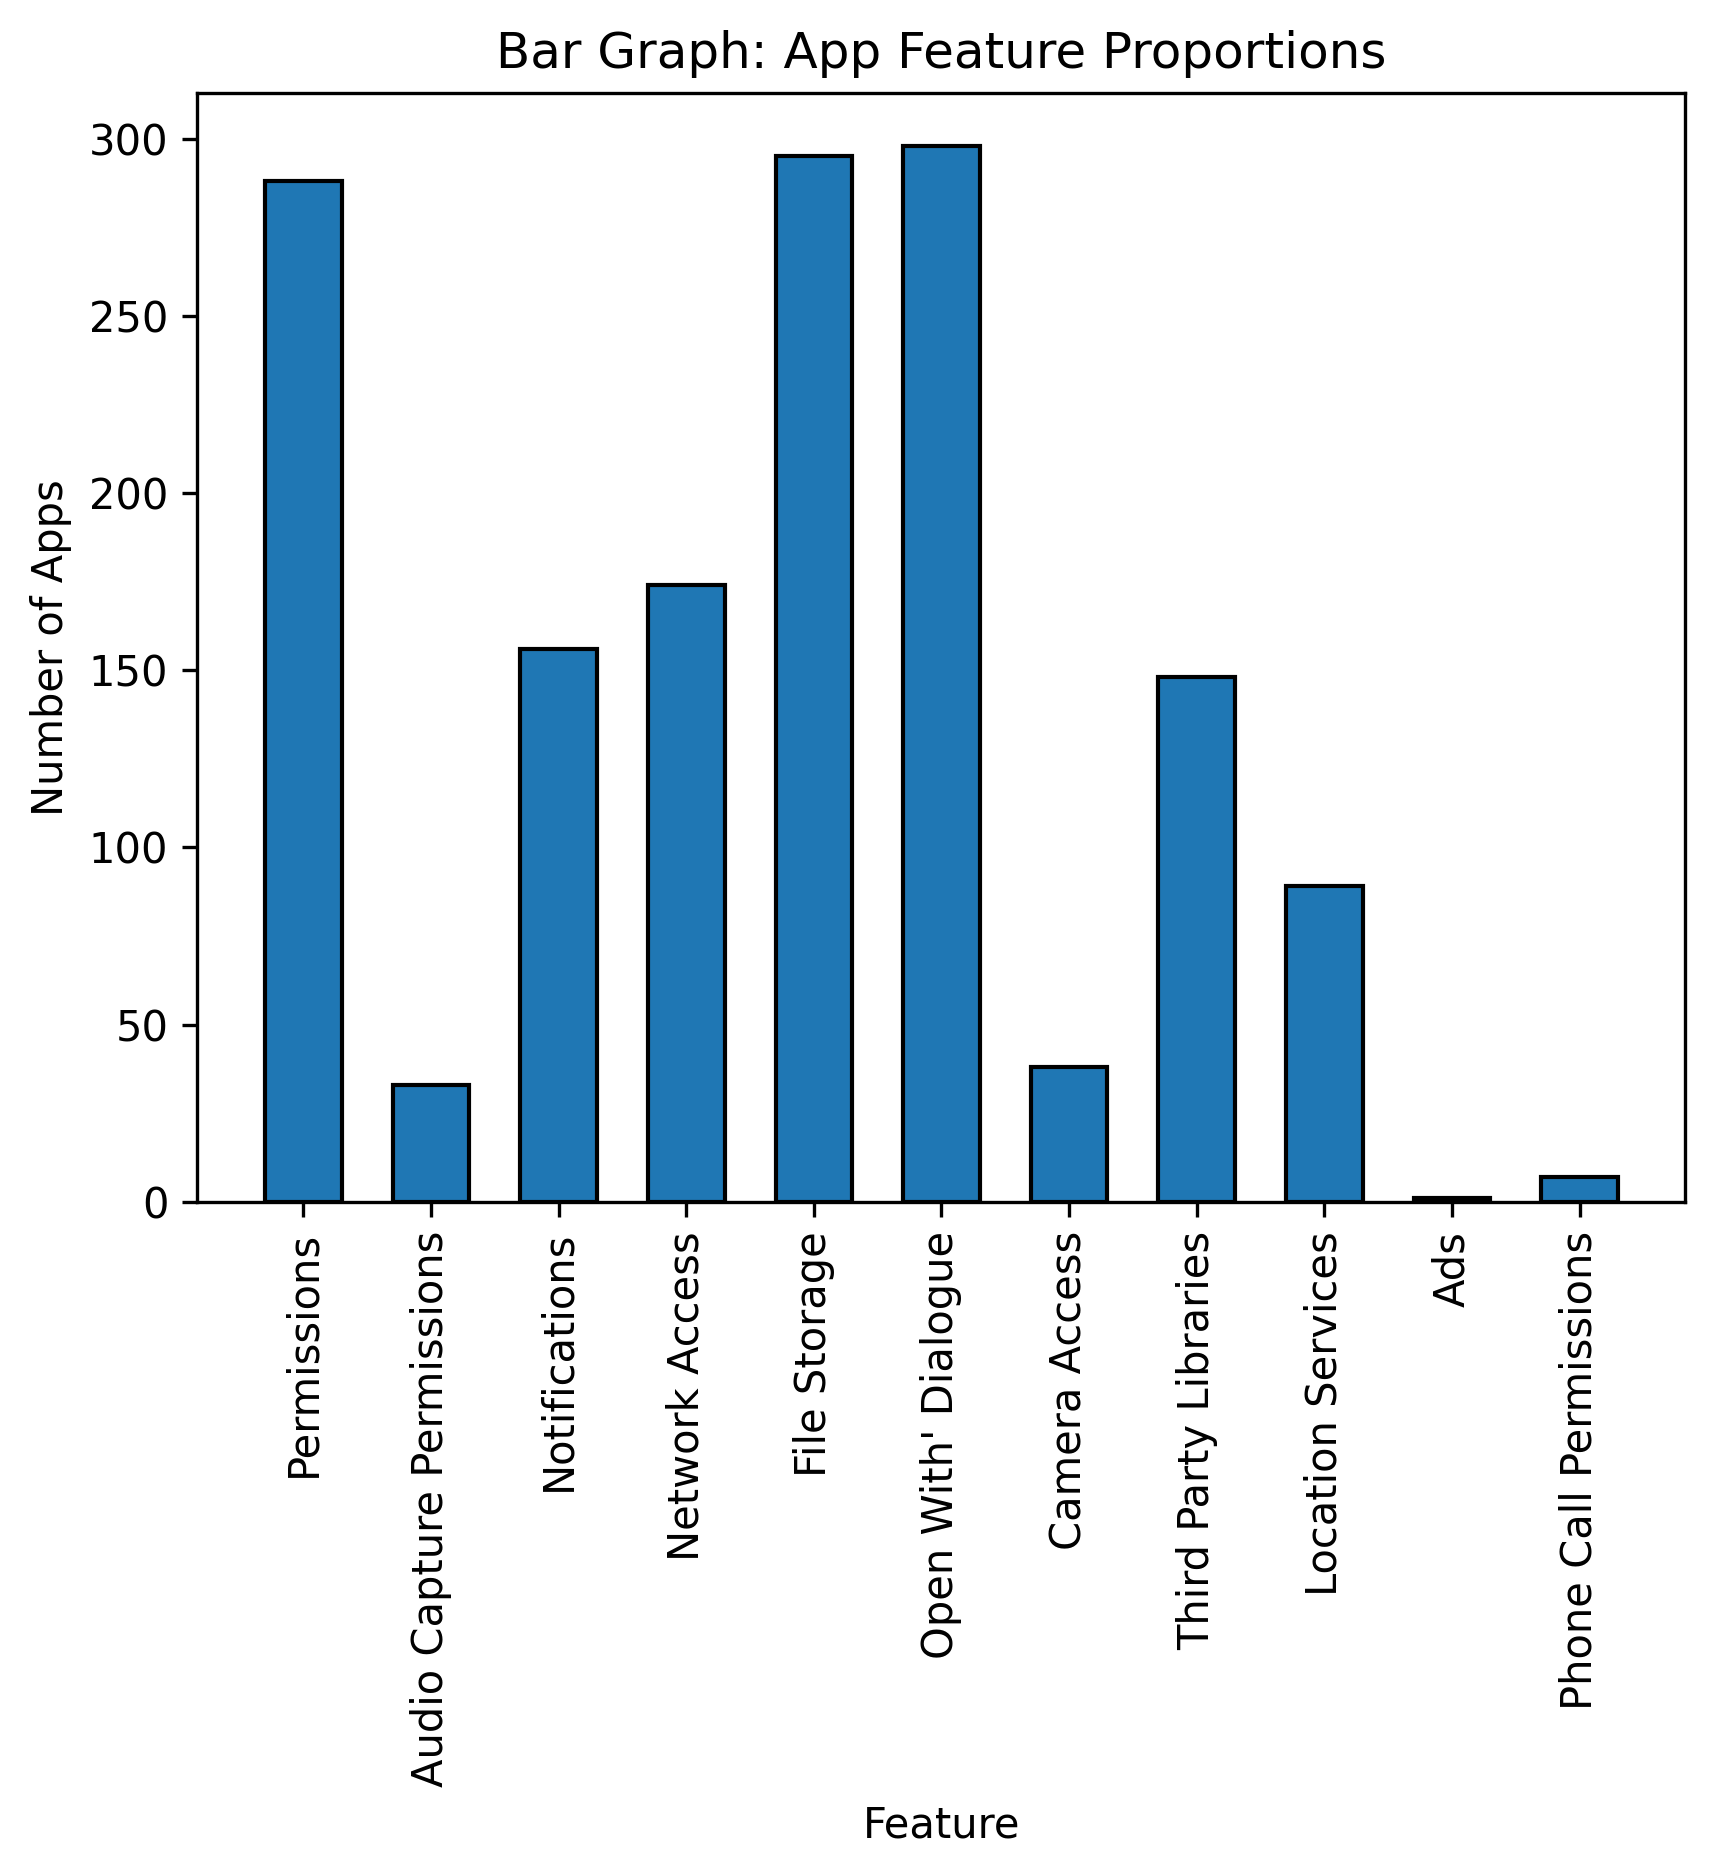 Bar Graph: App Feature Proportions
Number of Apps
300
250
200
150
100
50
0
Permissions
Audio Capture Permissions
Notifications
Network Access
File Storage
Open With' Dialogue
Camera Access
Third Party Libraries
Location Services
Ads
Phone Call Permissions
Feature